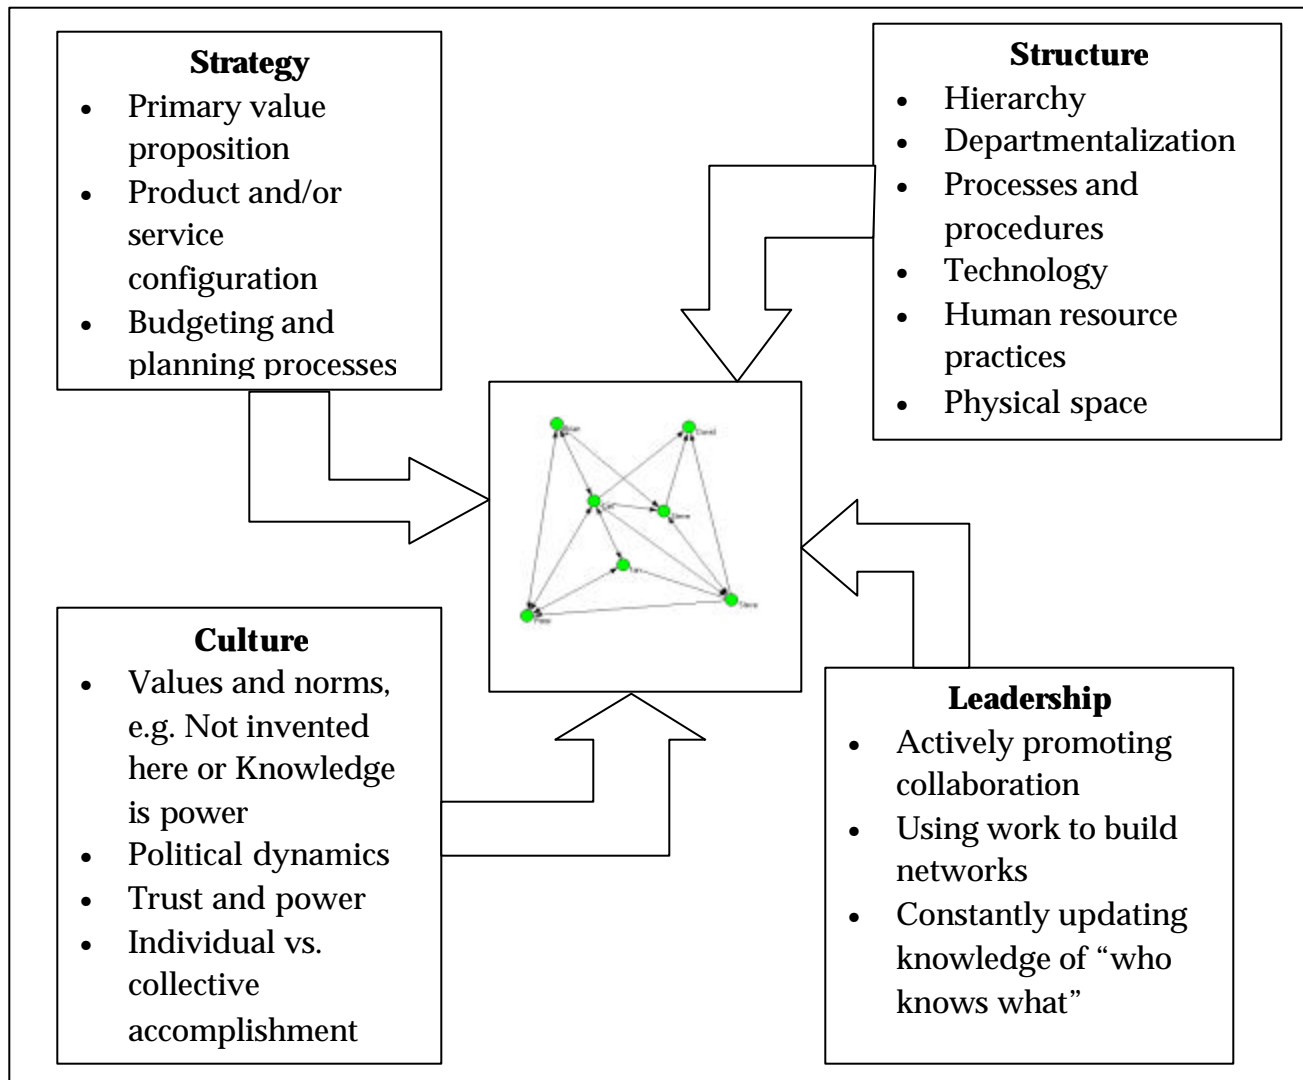 Strategy
• Primary value
proposition
• Product and/or
service
configuration
• Budgeting and
planning processes
Structure
• Hierarchy
• Departmentalization
• Processes and
procedures
• Technology
• Human resource
practices
• Physical space
Culture
• Values and norms,
e.g. Not invented
here or Knowledge
is power
• Political dynamics
• Trust and power
• Individual vs.
collective
accomplishment
Leadership
• Actively promoting
collaboration
• Using work to build
networks
• Constantly updating
knowledge of “who
knows what”